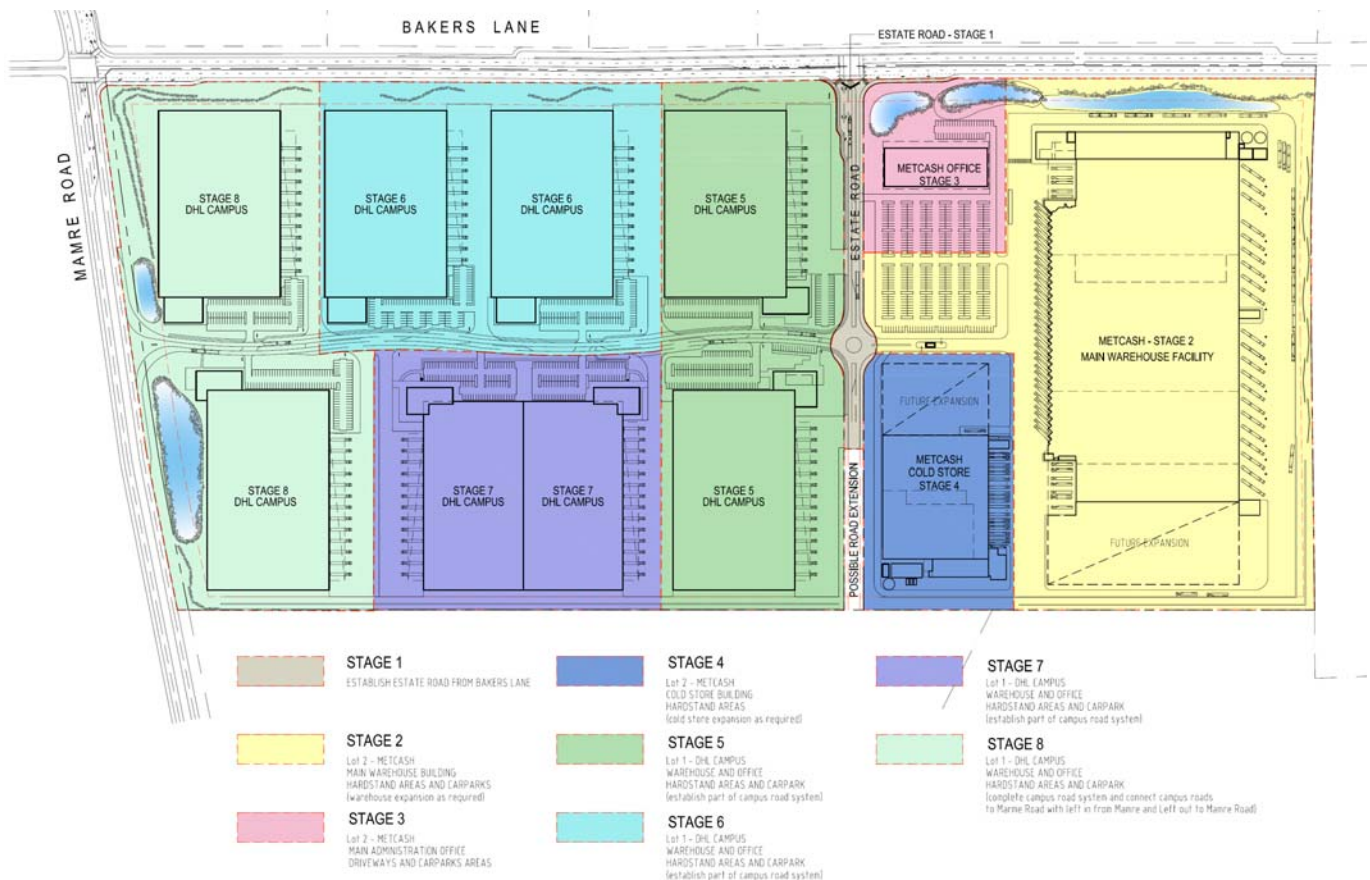 BAKERS LANE
ESTATE ROAD - STAGE 1
MAMRE ROAD
STAGE 8
DHL CAMPUS
STAGE 6
DHL CAMPUS
STAGE 6
DHL CAMPUS
STAGE 5
DHL CAMPUS
ESTATE ROAD
METCASH OFFICE
STAGE 3
METCASH - STAGE 2
MAIN WAREHOUSE FACILITY
STAGE 8
DHL CAMPUS
STAGE 7
DHL CAMPUS
STAGE 7
DHL CAMPUS
STAGE 5
DHL CAMPUS
POSSIBLE ROAD EXTENSION
FUTURE EXPANSION
METCASH
COLD STORE
STAGE 4
FUTURE EXPANSION
STAGE 1
ESTABLISH ESTATE ROAD FROM BAKERS LANE
STAGE 2
Lot 2 - METCASH
MAIN WAREHOUSE BUILDING
HARDSTAND AREAS AND CARPARKS
(warehouse expansion as required)
STAGE 3
Lot 2 - METCASH
MAIN ADMINISTRATION OFFICE
DRIVEWAYS AND CARPARKS AREAS
STAGE 4
Lot 2 - METCASH
COLD STORE BUILDING
HARDSTAND AREAS
(cold store expansion as required)
STAGE 5
Lot 1 - DHL CAMPUS
WAREHOUSE AND OFFICE
HARDSTAND AREAS AND CARPARK
(establish part of campus road system)
STAGE 6
Lot 1 - DHL CAMPUS
WAREHOUSE AND OFFICE
HARDSTAND AREAS AND CARPARK
(establish part of campus road system)
STAGE 7
Lot 1 - DHL CAMPUS
WAREHOUSE AND OFFICE
HARDSTAND AREAS AND CARPARK
(establish part of campus road system)
STAGE 8
Lot 1 - DHL CAMPUS
WAREHOUSE AND OFFICE
HARDSTAND AREAS AND CARPARK
(complete campus road system and connect campus roads
to Marme Road with left in from Mamre and Left out to Mamre Road)